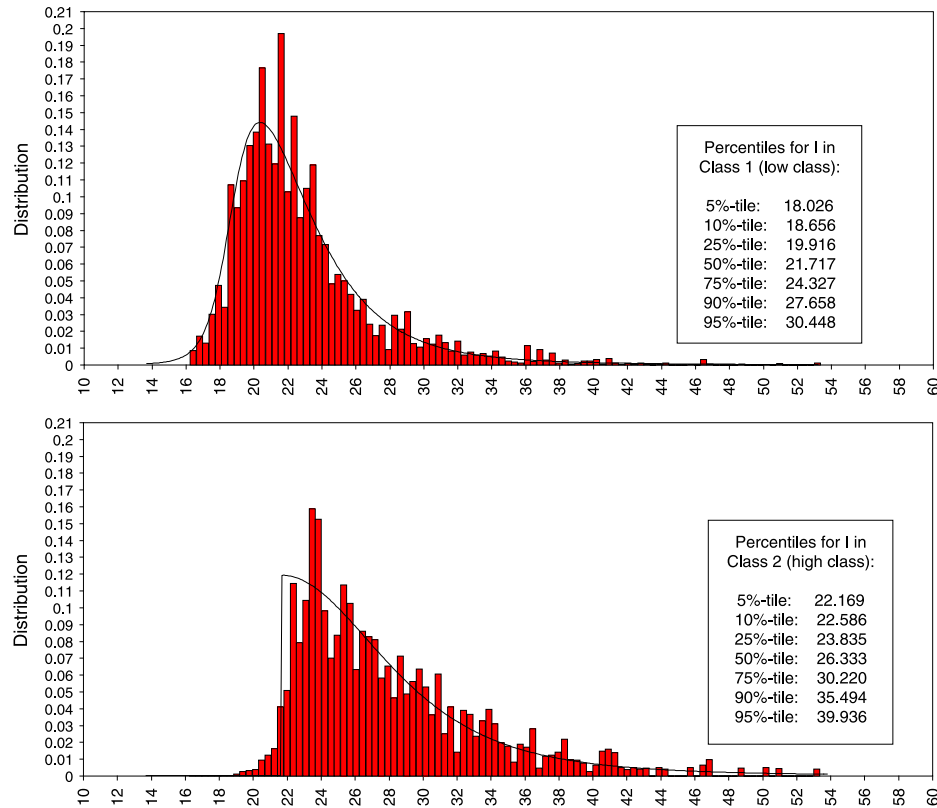 0.21
0.2
0.19
0.18
0.17
0.16
0.15
0.14
0.13
0.12
0.11
0.1
0.09
0.08
0.07
0.06
0.05
0.04
0.03
0.02
0.01
0
Distribution
Percentiles for I in
Class 1 (low class):
5%-tile: 18.026
10%-tile: 18.656
25%-tile: 19.916
50%-tile: 21.717
75%-tile: 24.327
90%-tile: 27.658
95%-tile: 30.448
10 12 14 16 18 20 22 24 26 28 30 32 34 36 38 40 42 44 46 48 50 52 54 56 58 60
0.21
0.2
0.19
0.18
0.17
0.16
0.15
0.14
0.13
0.12
0.11
0.1
0.09
0.08
0.07
0.06
0.05
0.04
0.03
0.02
0.01
0
Distribution
Percentiles for I in
Class 2 (high class):
5%-tile: 22.169
10%-tile: 22.586
25%-tile: 23.835
50%-tile: 26.333
75%-tile: 30.220
90%-tile: 35.494
95%-tile: 39.936
10 12 14 16 18 20 22 24 26 28 30 32 34 36 38 40 42 44 46 48 50 52 54 56 58 60